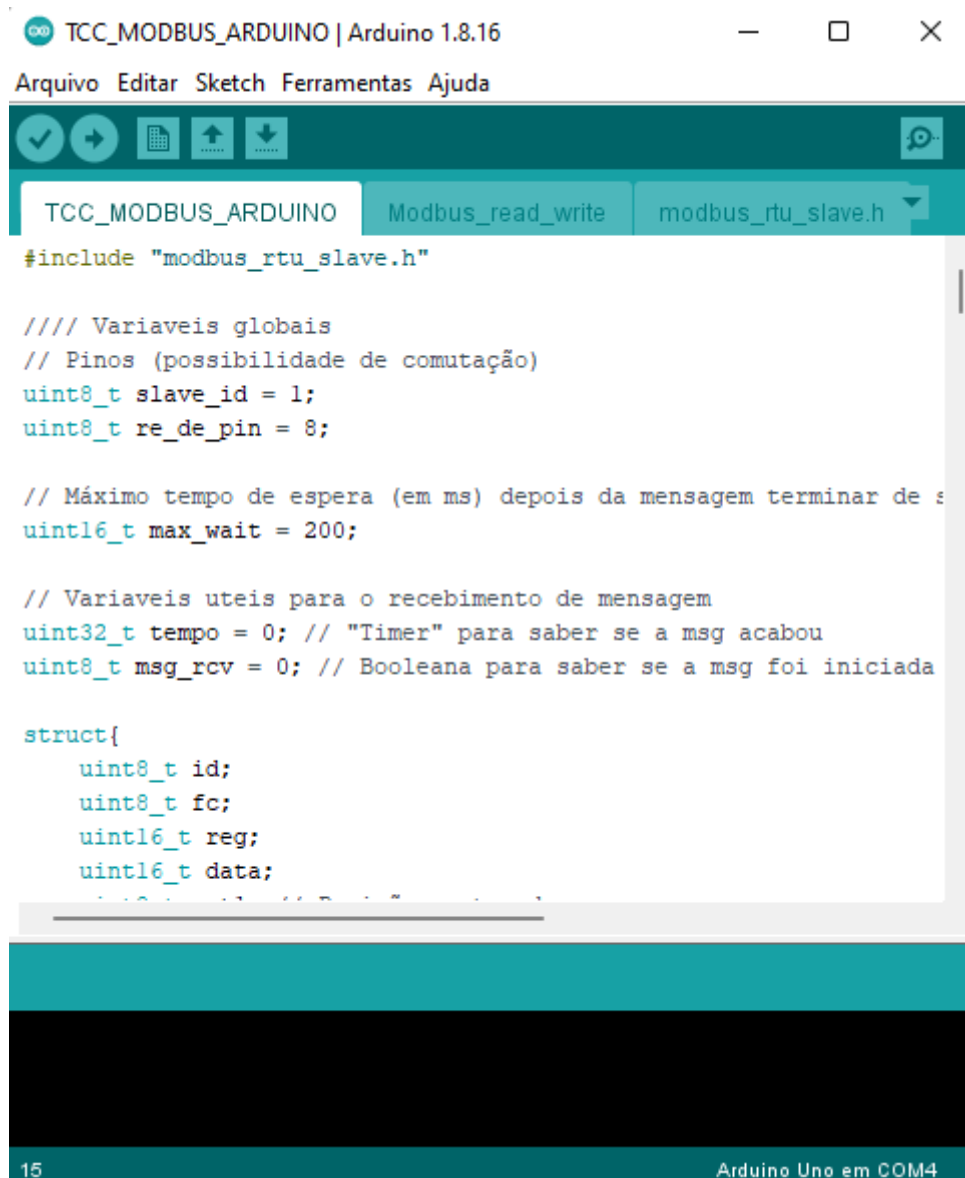 TCC_MODBUS_ARDUINO | Arduino 1.8.16
Arquivo Editar Sketch Ferramentas Ajuda
TCC_MODBUS_ARDUINO Modbus_read_write modbus_rtu_slave.h
#include "modbus_rtu_slave.h"
//// Variaveis globais
// Pinos (possibilidade de comutação)
uint8_t slave_id = 1;
uint8_t re_de_pin = 8;
// Máximo tempo de espera (em ms) depois da mensagem terminar de
uint16_t max_wait = 200;
// Variaveis uteis para o recebimento de mensagem
uint32_t tempo = 0; // "Timer" para saber se a msg acabou
uint8_t msg_rcv = 0; // Booleana para saber se a msg foi iniciada
struct{
uint8_t id;
uint8_t fc;
uint16_t reg;
uint16_t data;
15 Arduino Uno em COM4